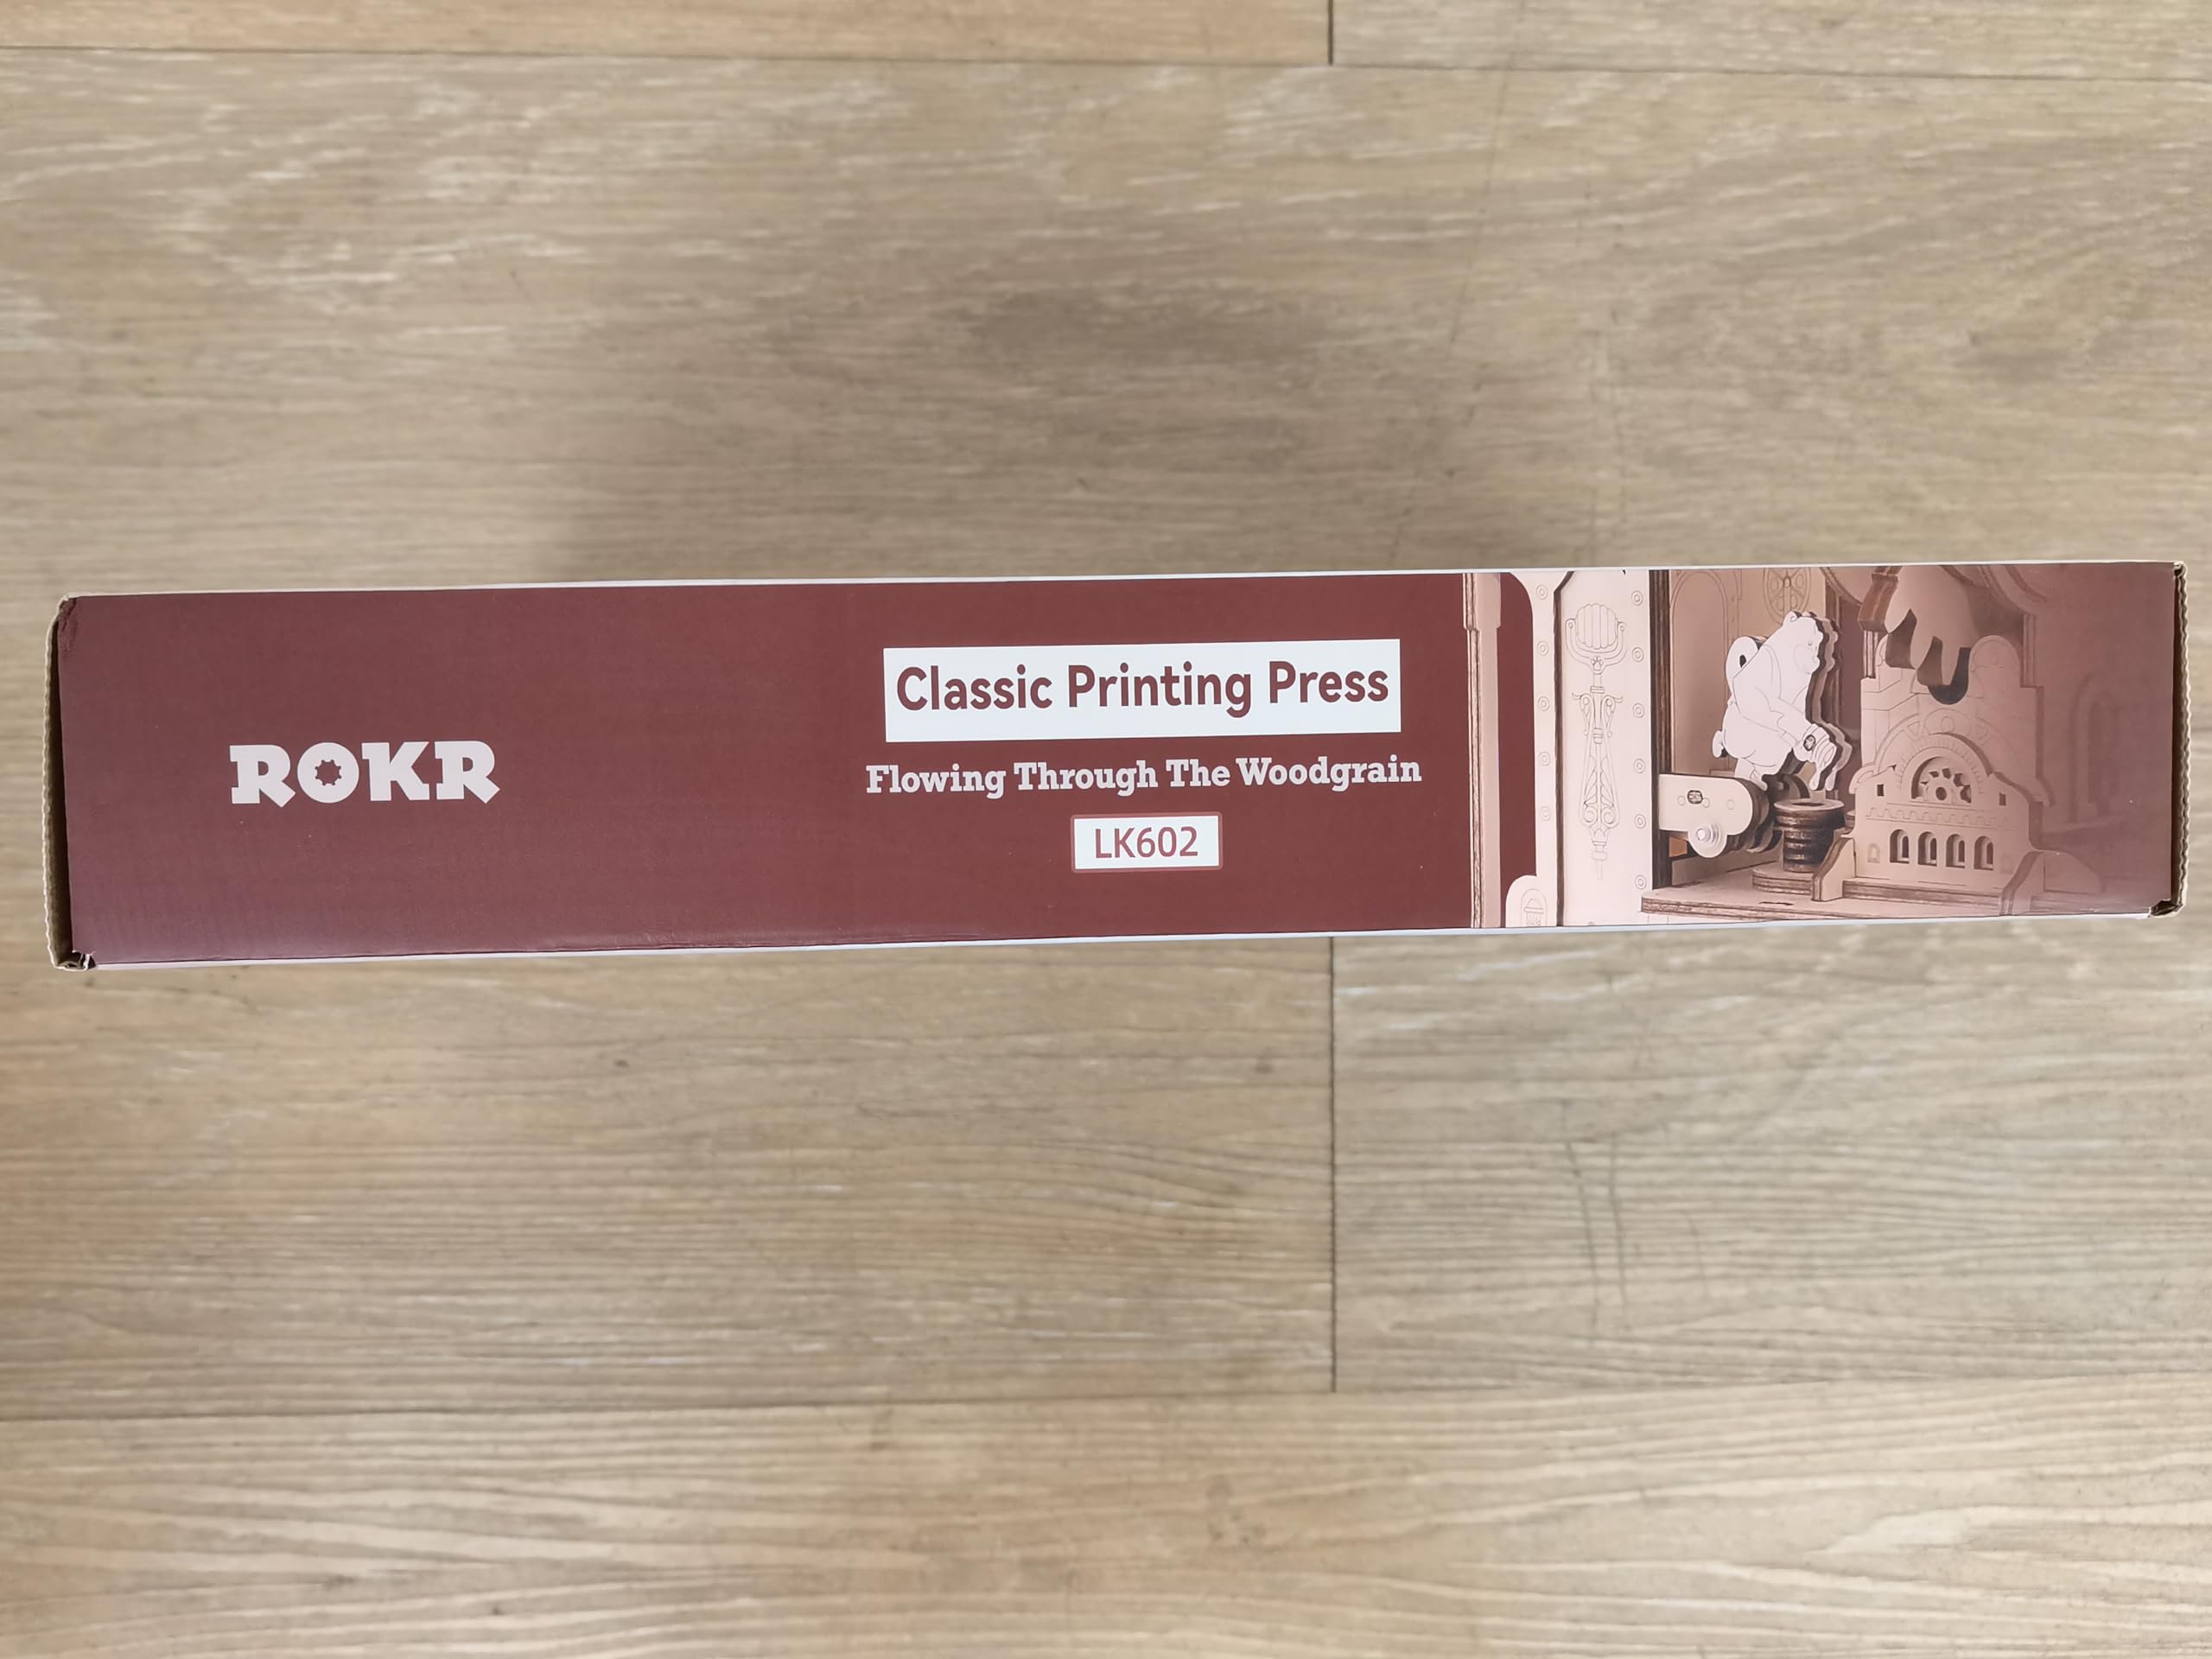 ROKR
Classic Printing Press
Flowing Through The Woodgrain
LK602